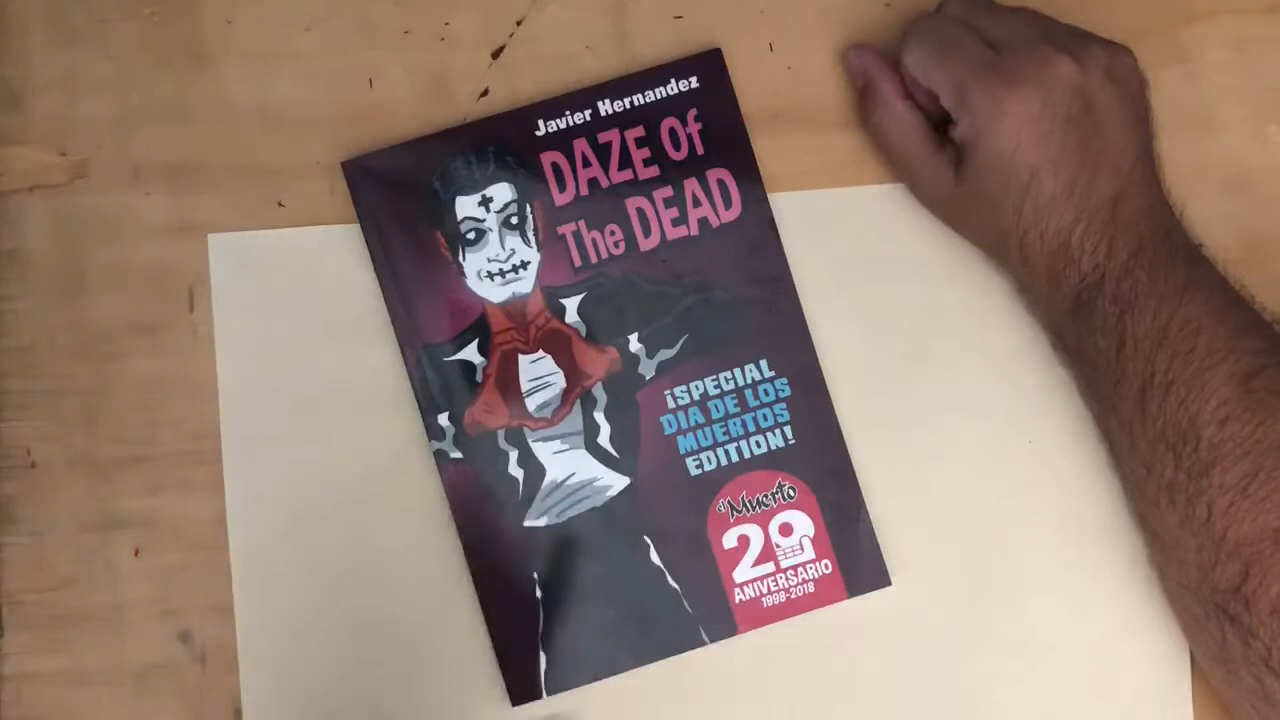 Javier Hernandez
DAZE Of
The DEAD
¡SPECIAL
DIA DE LOS
MUERTOS
EDITION!
el Muerto
20
ANIVERSARIO
1998-2018